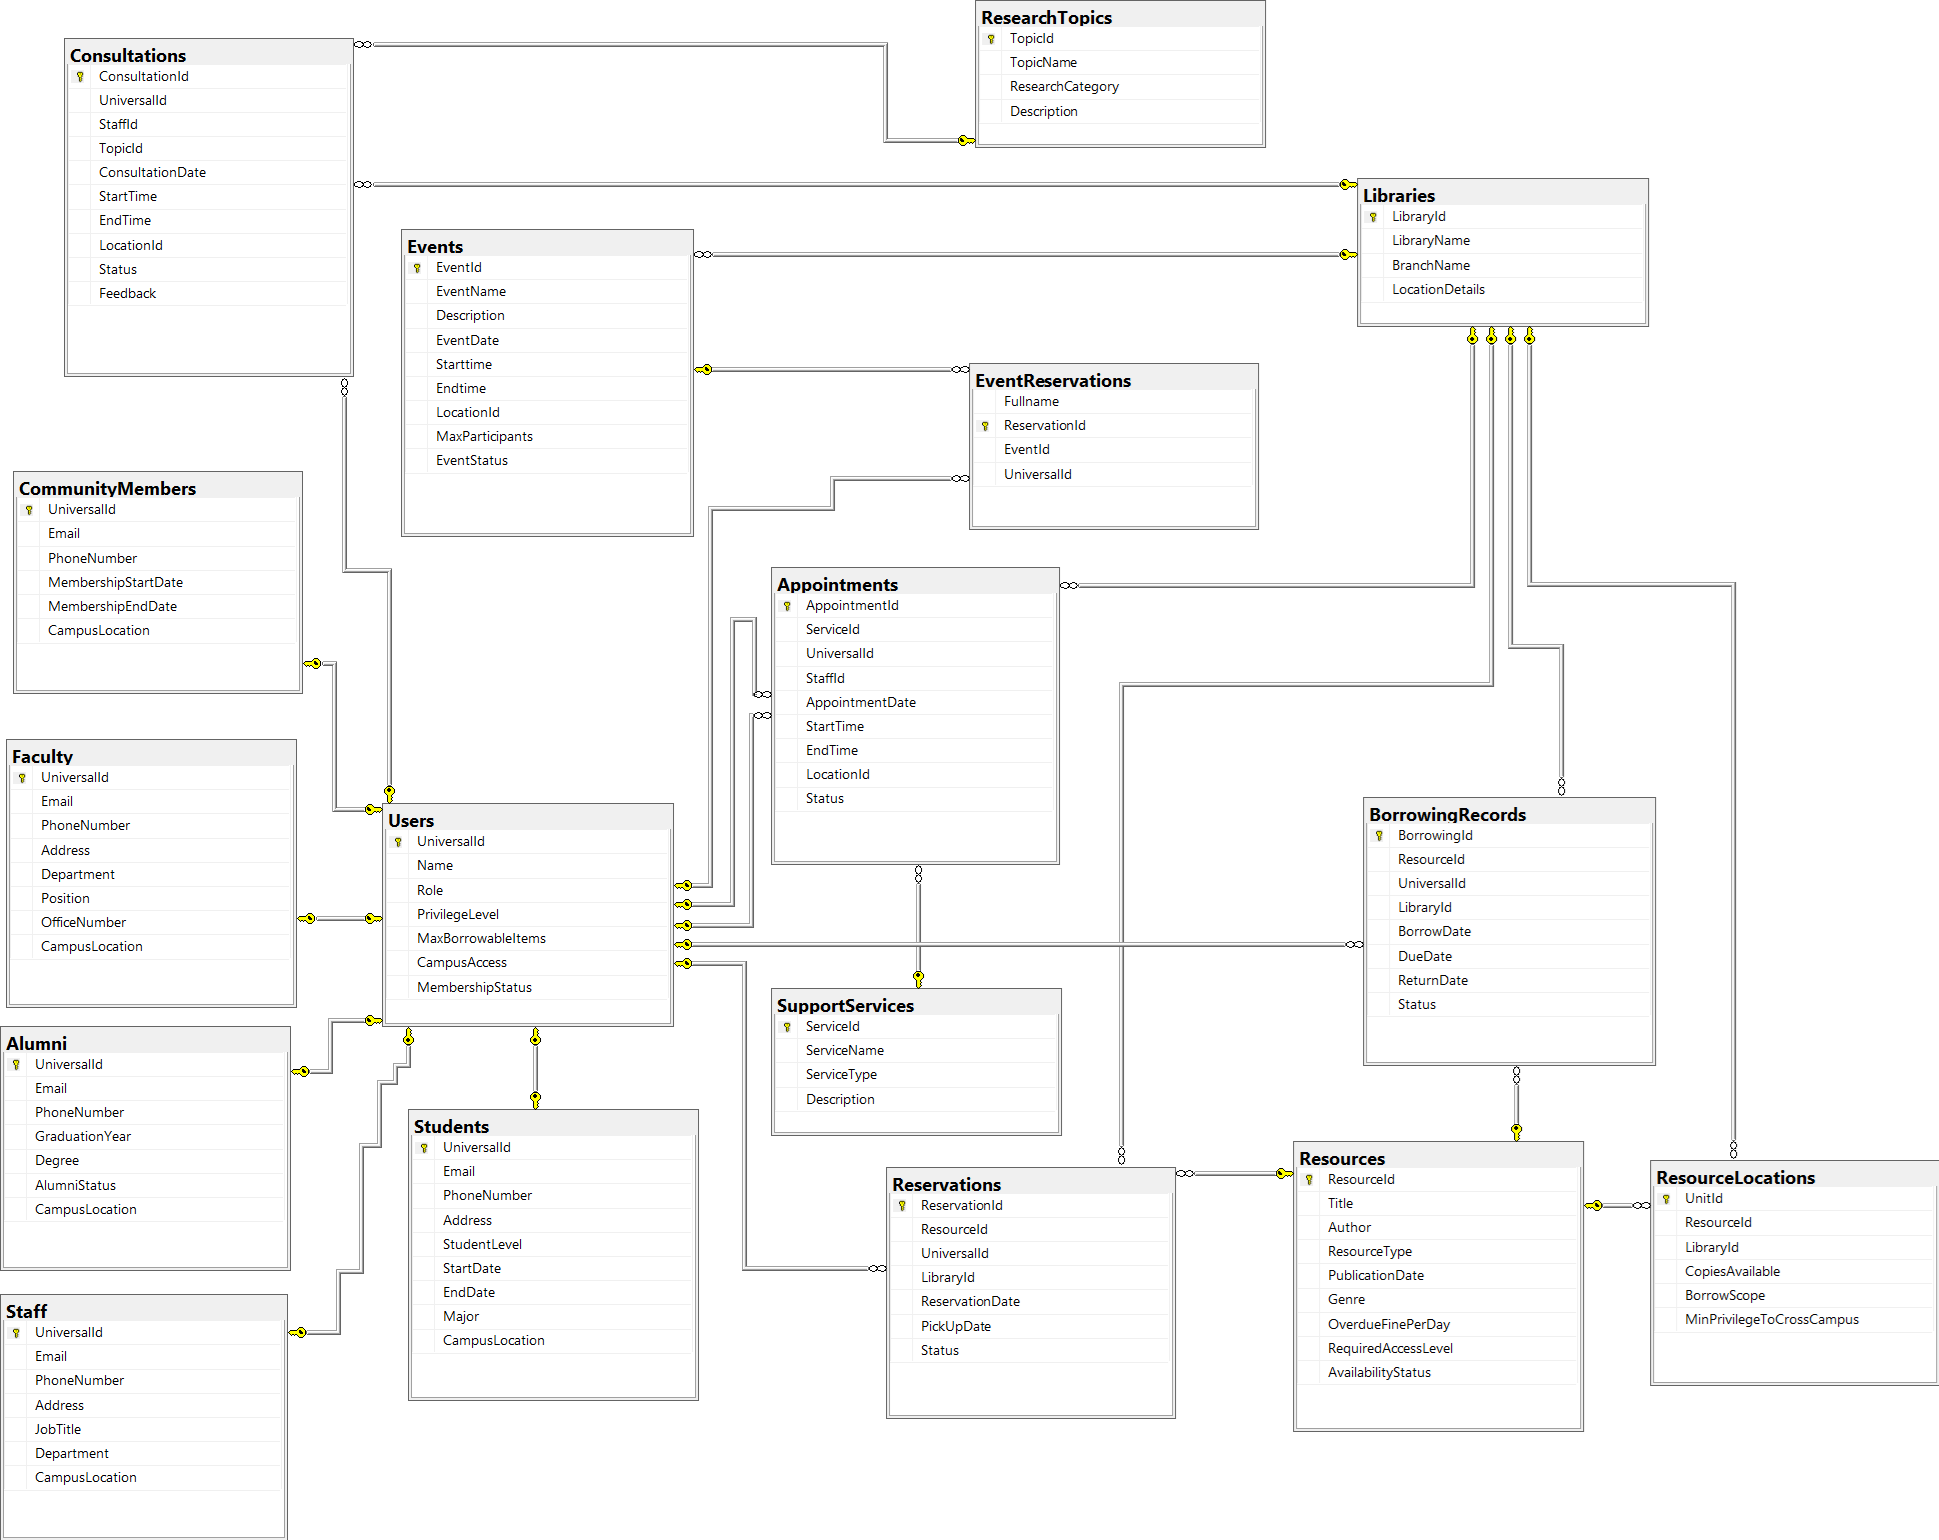 ResearchTopics
TopicId
TopicName
ResearchCategory
Description
Consultations
ConsultationId
UniversalId
StaffId
TopicId
ConsultationDate
StartTime
EndTime
LocationId
Status
Feedback
Libraries
LibraryId
LibraryName
BranchName
LocationDetails
Events
EventId
EventName
Description
EventDate
Starttime
Endtime
LocationId
MaxParticipants
EventStatus
EventReservations
Fullname
ReservationId
EventId
UniversalId
CommunityMembers
UniversalId
Email
PhoneNumber
MembershipStartDate
MembershipEndDate
CampusLocation
Appointments
AppointmentId
ServiceId
UniversalId
StaffId
AppointmentDate
StartTime
EndTime
LocationId
Status
Faculty
UniversalId
Email
PhoneNumber
Address
Department
Position
OfficeNumber
CampusLocation
Users
UniversalId
Name
Role
PrivilegeLevel
MaxBorrowableItems
CampusAccess
MembershipStatus
BorrowingRecords
BorrowingId
ResourceId
UniversalId
LibraryId
BorrowDate
DueDate
ReturnDate
Status
SupportServices
ServiceId
ServiceName
ServiceType
Description
Alumni
UniversalId
Email
PhoneNumber
GraduationYear
Degree
AlumniStatus
CampusLocation
Students
UniversalId
Email
PhoneNumber
Address
StudentLevel
StartDate
EndDate
Major
CampusLocation
Reservations
ReservationId
ResourceId
UniversalId
LibraryId
ReservationDate
PickUpDate
Status
Resources
ResourceId
Title
Author
ResourceType
PublicationDate
Genre
OverdueFinePerDay
RequiredAccessLevel
AvailabilityStatus
ResourceLocations
UnitId
ResourceId
LibraryId
CopiesAvailable
BorrowScope
MinPrivilegeToCrossCampus
Staff
UniversalId
Email
PhoneNumber
Address
JobTitle
Department
CampusLocation